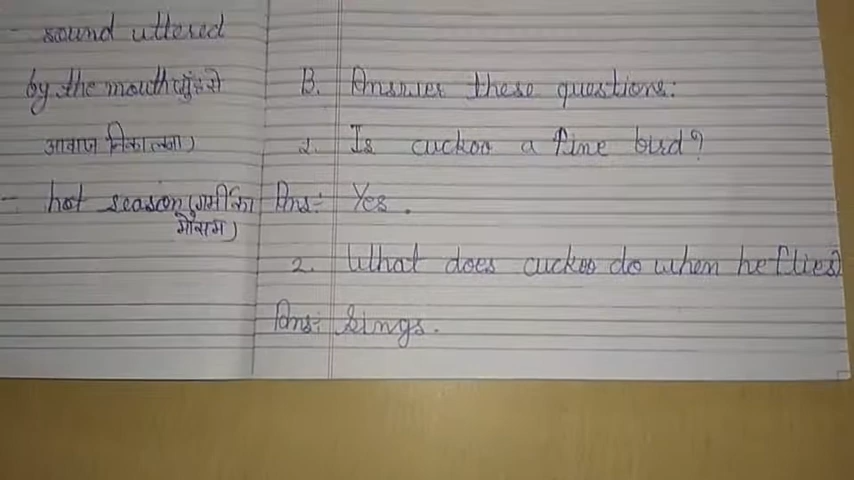 - sound uttered
by the mouth (मुँह से
आवाज निकालना)
- hot season (गर्मी का
मौसम)
B. Answer these questions:
1. Is cuckoo a fine bird?
Ans:- Yes.
2. What does cuckoo do when he flies?
Ans:- Sings.